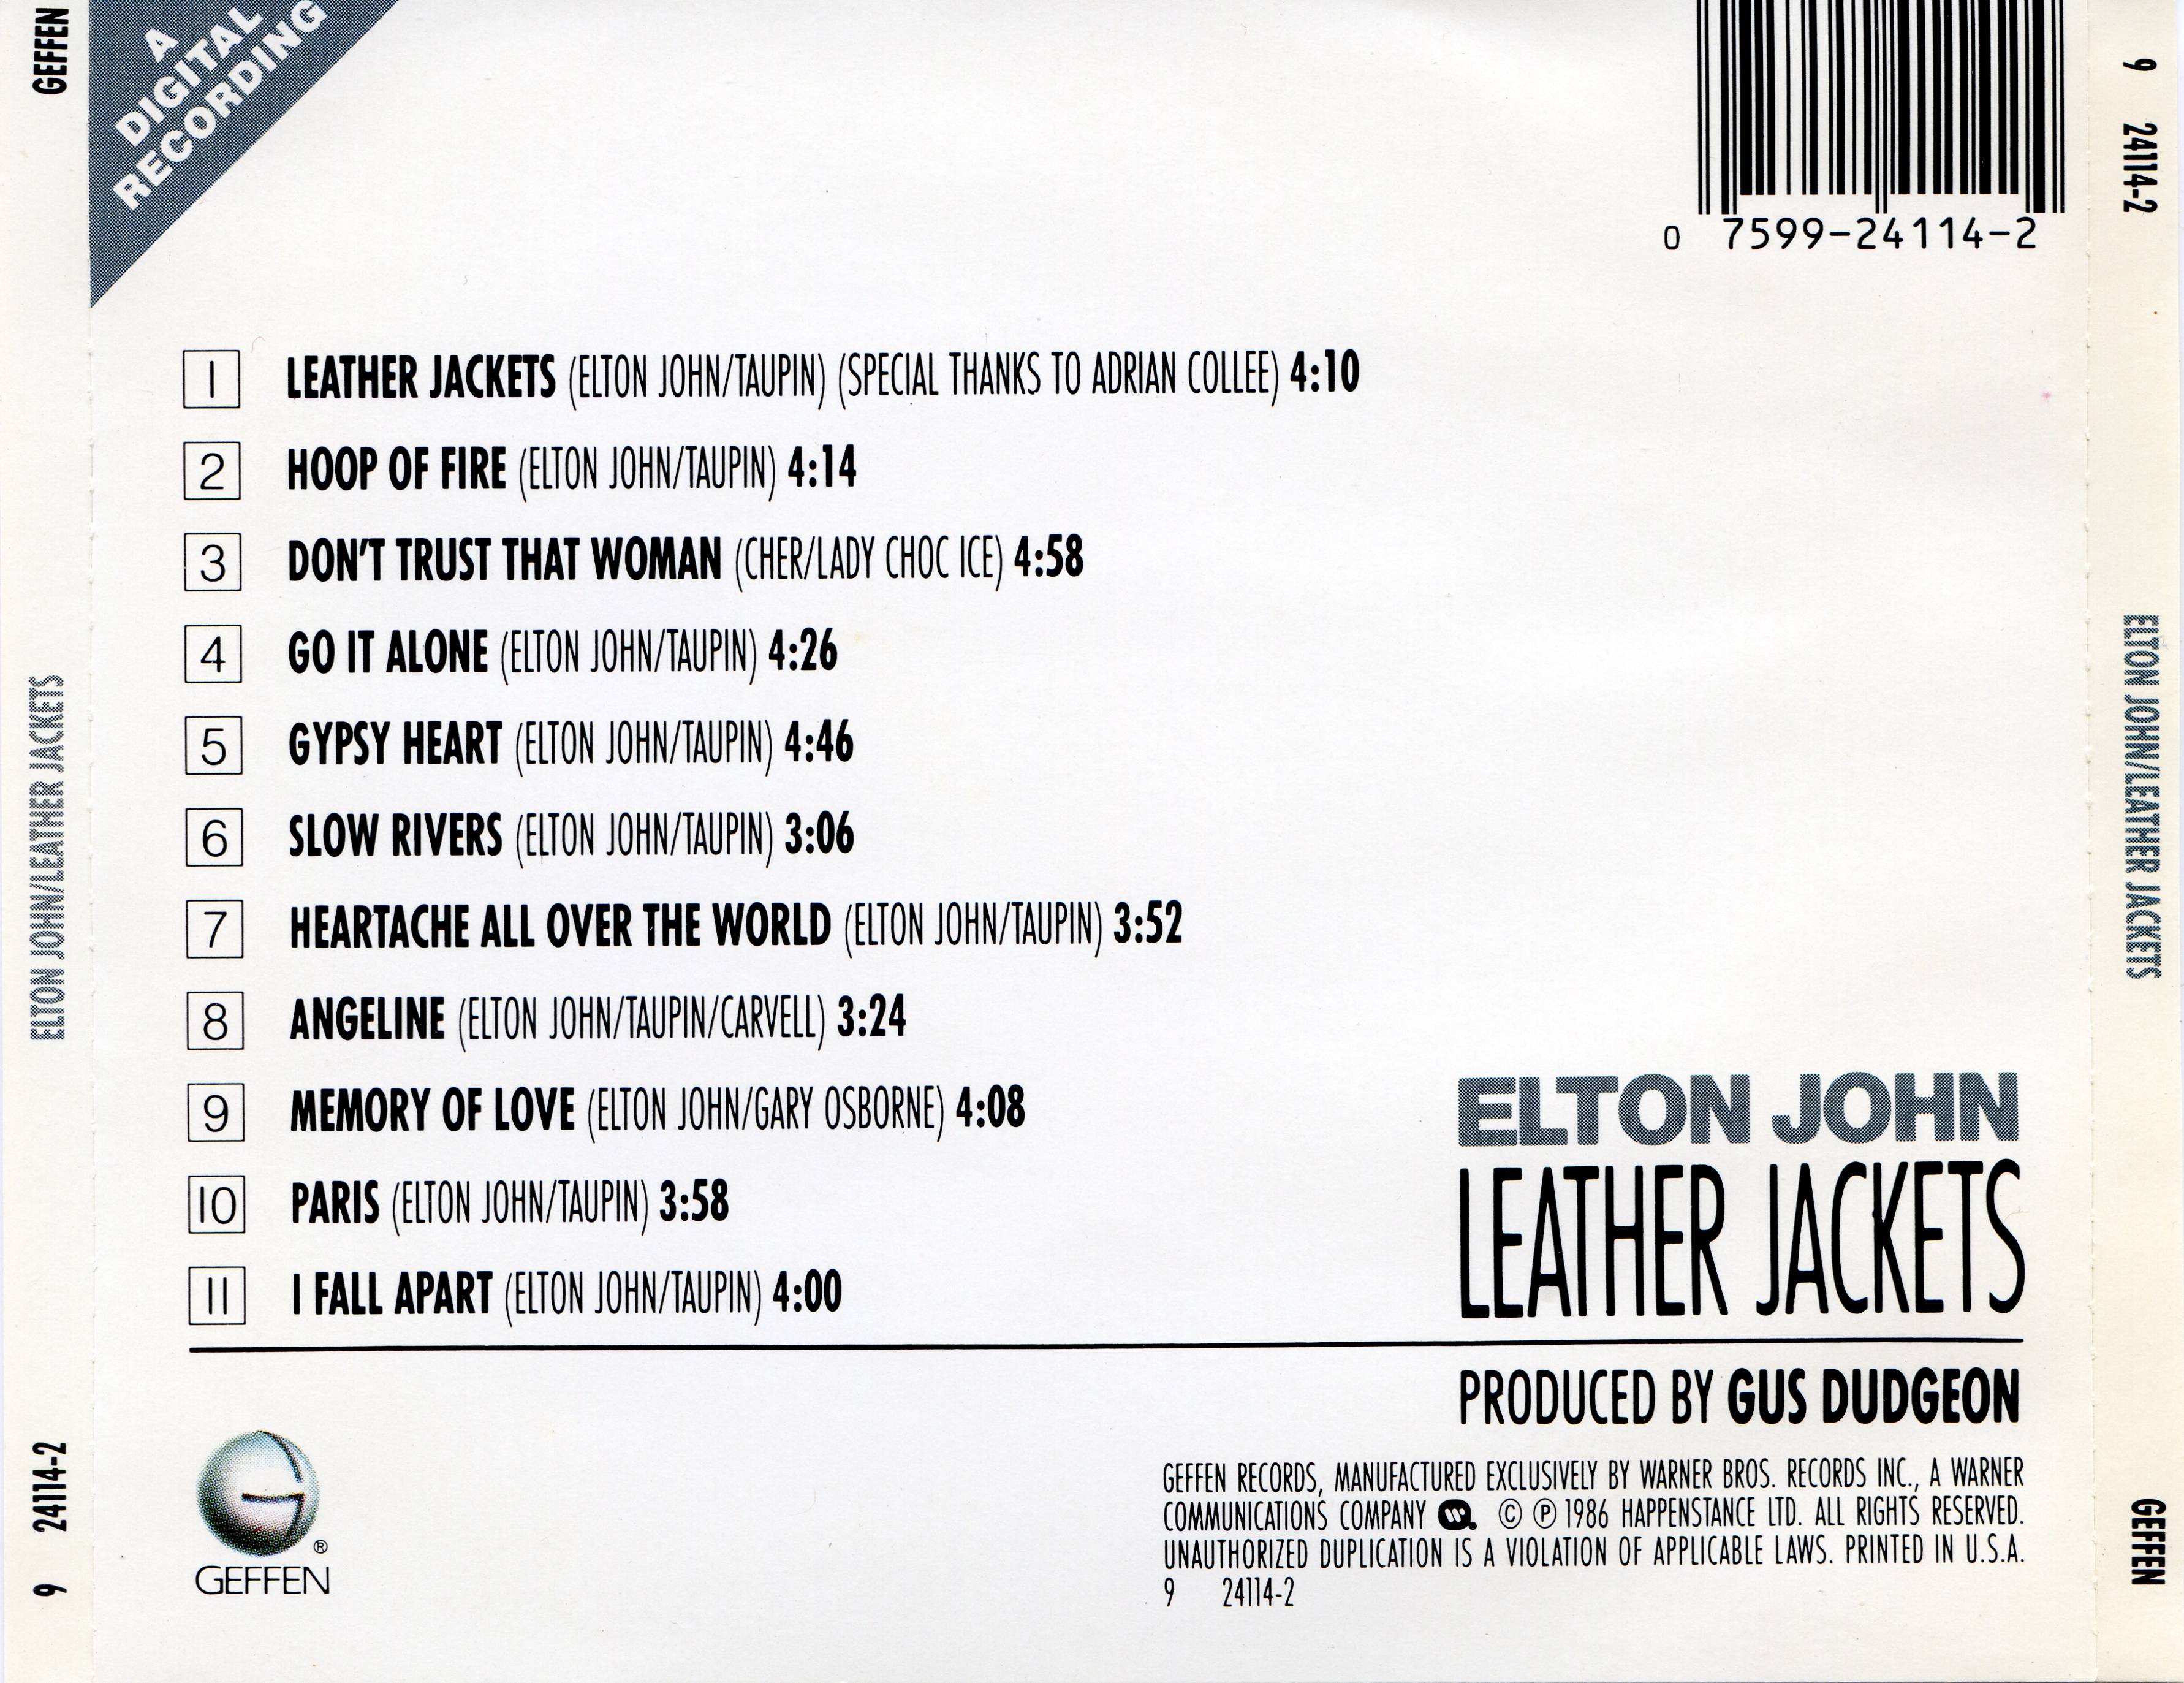 GEFFEN
A
DIGITAL
RECORDING
0 7599-24114-2
9 24114-2
1 LEATHER JACKETS (ELTON JOHN/TAUPIN) (SPECIAL THANKS TO ADRIAN COLLEE) 4:10
2 HOOP OF FIRE (ELTON JOHN/TAUPIN) 4:14
3 DON'T TRUST THAT WOMAN (CHER/LADY CHOC ICE) 4:58
4 GO IT ALONE (ELTON JOHN/TAUPIN) 4:26
5 GYPSY HEART (ELTON JOHN/TAUPIN) 4:46
6 SLOW RIVERS (ELTON JOHN/TAUPIN) 3:06
7 HEARTACHE ALL OVER THE WORLD (ELTON JOHN/TAUPIN) 3:52
8 ANGELINE (ELTON JOHN/TAUPIN/CARVELL) 3:24
9 MEMORY OF LOVE (ELTON JOHN/GARY OSBORNE) 4:08
10 PARIS (ELTON JOHN/TAUPIN) 3:58
11 I FALL APART (ELTON JOHN/TAUPIN) 4:00
ELTON JOHN/LEATHER JACKETS
ELTON JOHN/LEATHER JACKETS
ELTON JOHN
LEATHER JACKETS
PRODUCED BY GUS DUDGEON
GEFFEN RECORDS, MANUFACTURED EXCLUSIVELY BY WARNER BROS. RECORDS INC., A WARNER
COMMUNICATIONS COMPANY © ℗ 1986 HAPPENSTANCE LTD. ALL RIGHTS RESERVED.
UNAUTHORIZED DUPLICATION IS A VIOLATION OF APPLICABLE LAWS. PRINTED IN U.S.A.
9 24114-2
®
GEFFEN
9 24114-2
GEFFEN